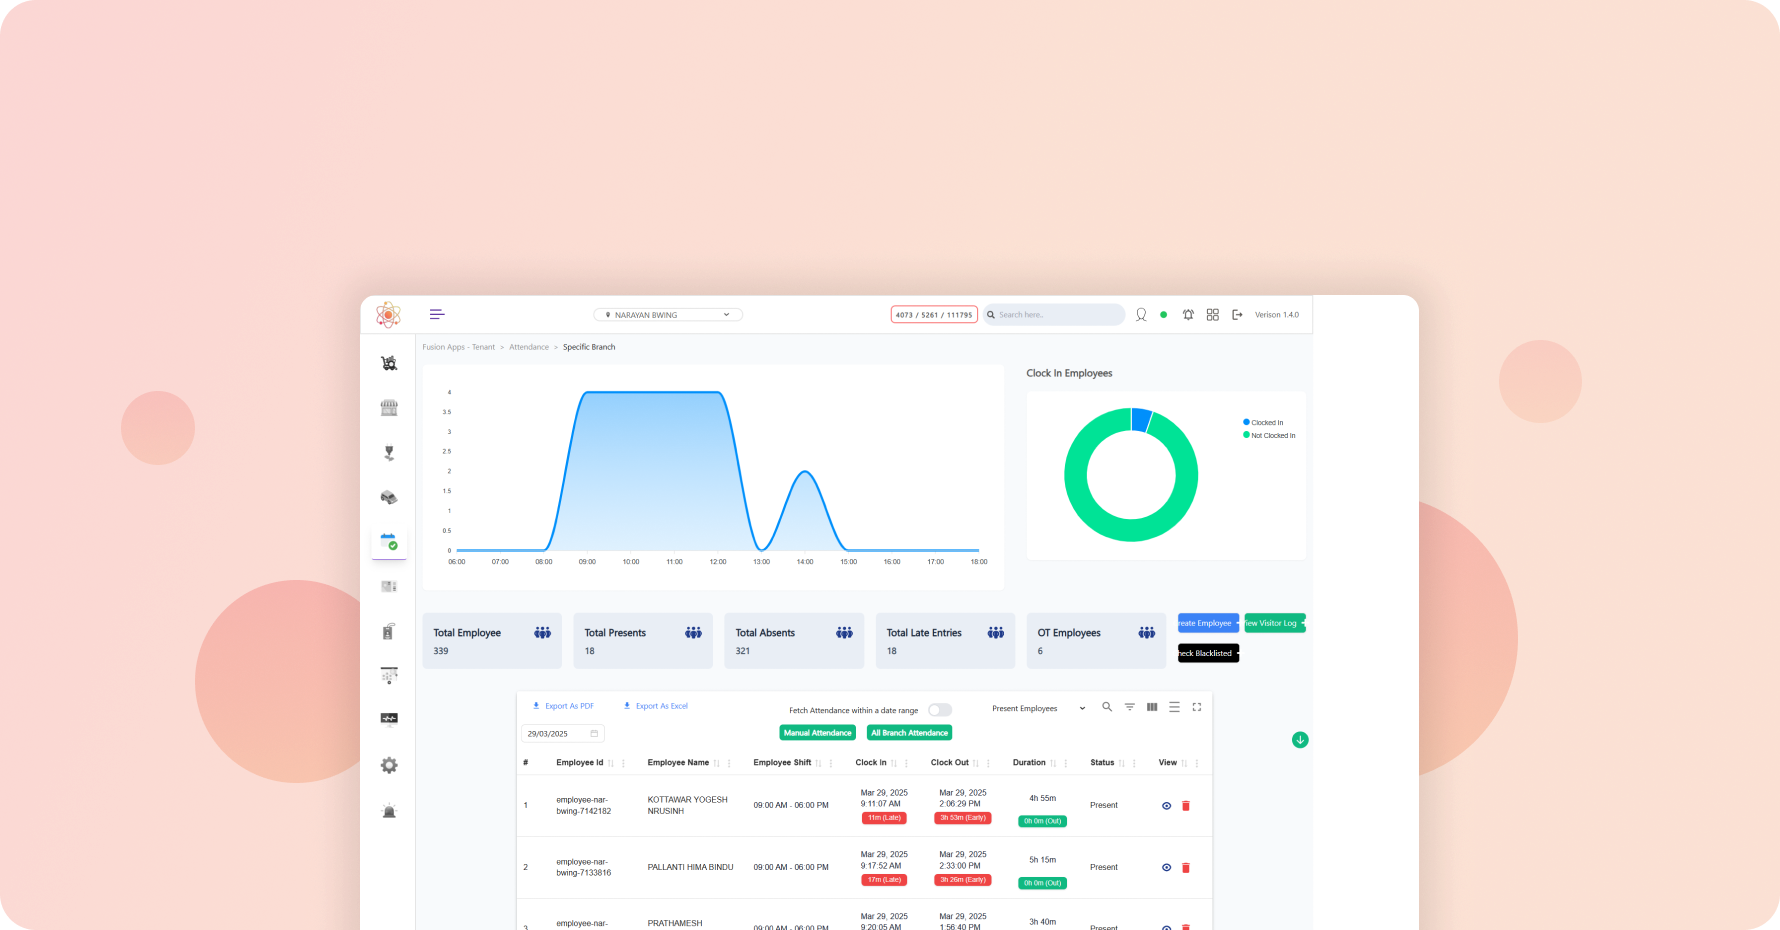 NARAYAN BWING
4073 / 5261 / 111795
Search here..
Verison 1.4.0
Fusion Apps - Tenant > Attendance > Specific Branch
4
3.5
3
2.5
2
1.5
1
0.5
0
06:00 07:00 08:00 09:00 10:00 11:00 12:00 13:00 14:00 15:00 16:00 17:00 18:00
Clock In Employees
Clocked In
Not Clocked In
Total Employee
339
Total Presents
18
Total Absents
321
Total Late Entries
18
OT Employees
6
reate Employee
iew Visitor Log
heck Blacklisted
Export As PDF
Export As Excel
Fetch Attendance within a date range
Present Employees
29/03/2025
Manual Attendance
All Branch Attendance
# Employee Id Employee Name Employee Shift Clock In Clock Out Duration Status View
1
employee-nar-
bwing-7142182
KOTTAWAR YOGESH
NRUSINH
09:00 AM - 06:00 PM
Mar 29, 2025
9:11:07 AM
11m (Late)
Mar 29, 2025
2:06:29 PM
3h 53m (Early)
4h 55m
0h 0m (Out)
Present
2
employee-nar-
bwing-7133816
PALLANTI HIMA BINDU
09:00 AM - 06:00 PM
Mar 29, 2025
9:17:52 AM
17m (Late)
Mar 29, 2025
2:33:00 PM
3h 26m (Early)
5h 15m
0h 0m (Out)
Present
3
employee-nar-
PRATHAMESH
09:00 AM - 06:00 PM
Mar 29, 2025
9:20:05 AM
Mar 29, 2025
1:56:40 PM
3h 40m
Present